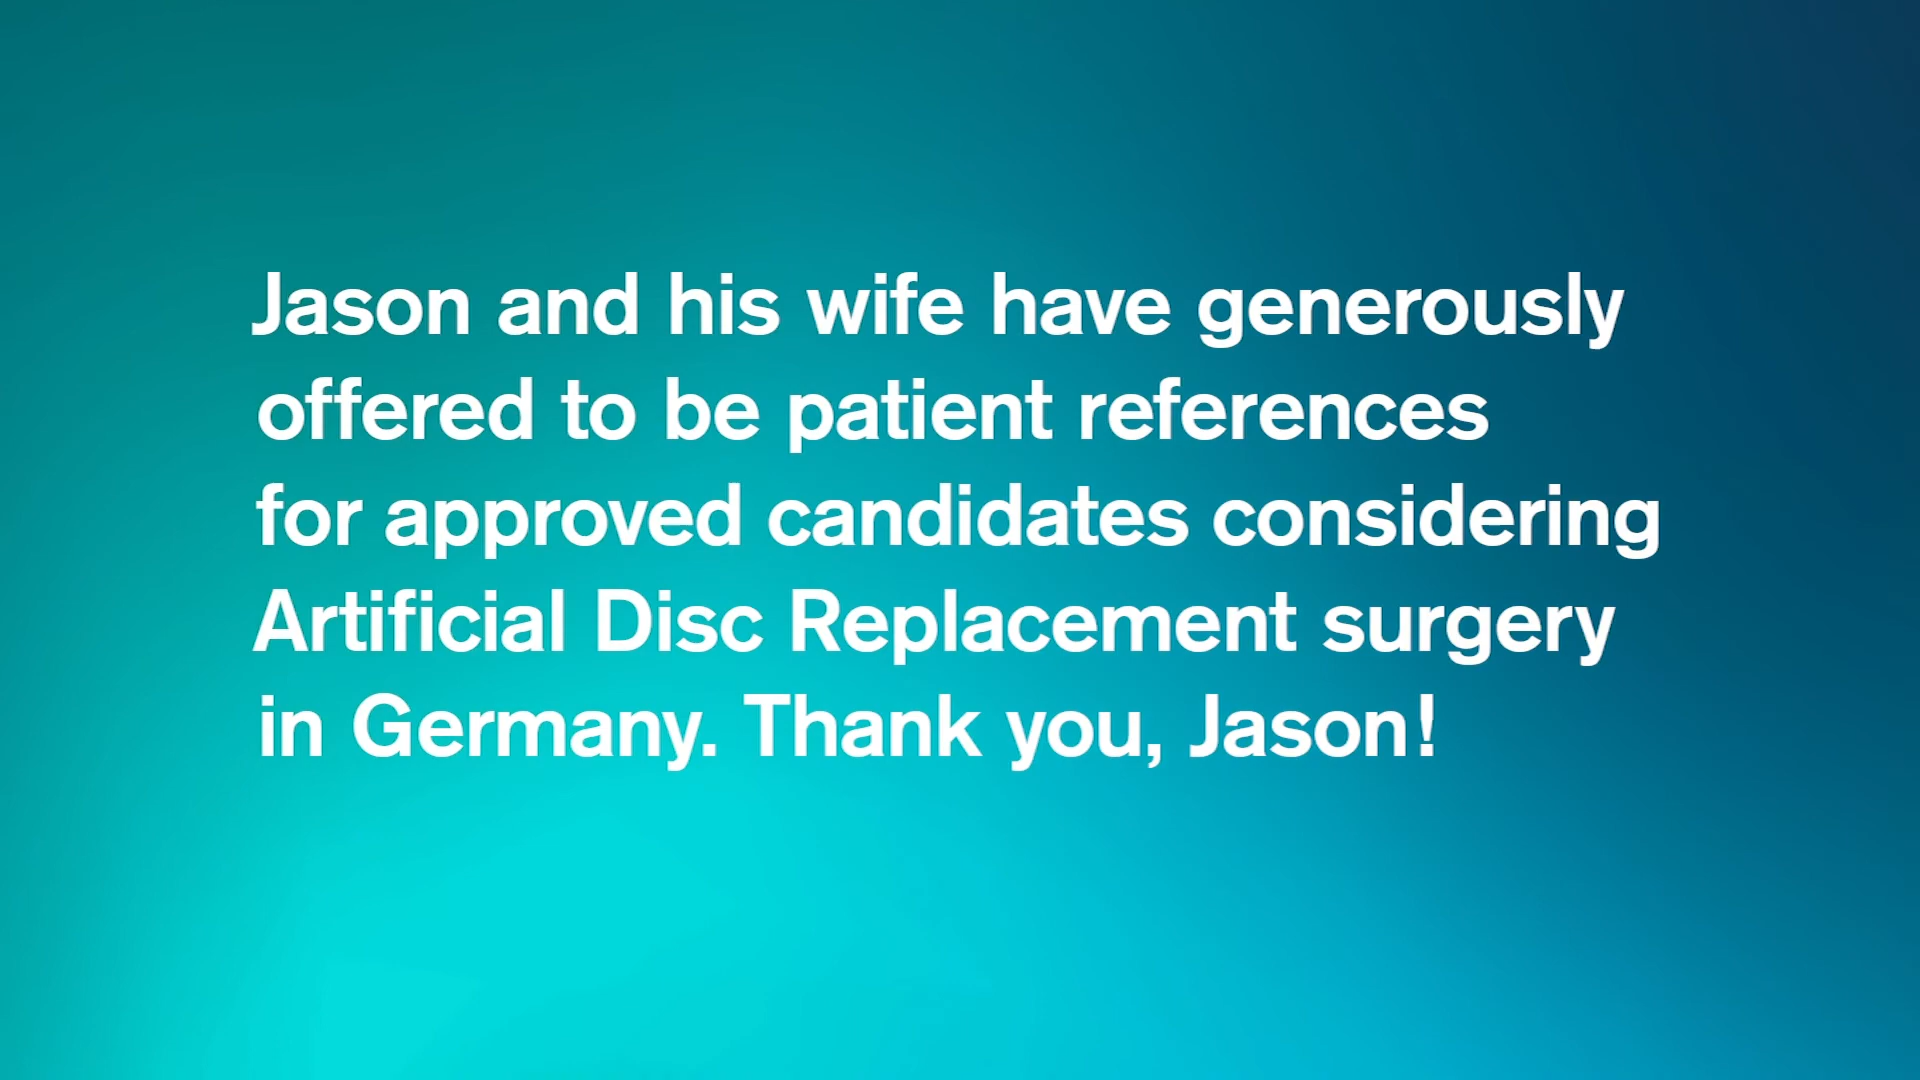 Jason and his wife have generously
offered to be patient references
for approved candidates considering
Artificial Disc Replacement surgery
in Germany. Thank you, Jason!